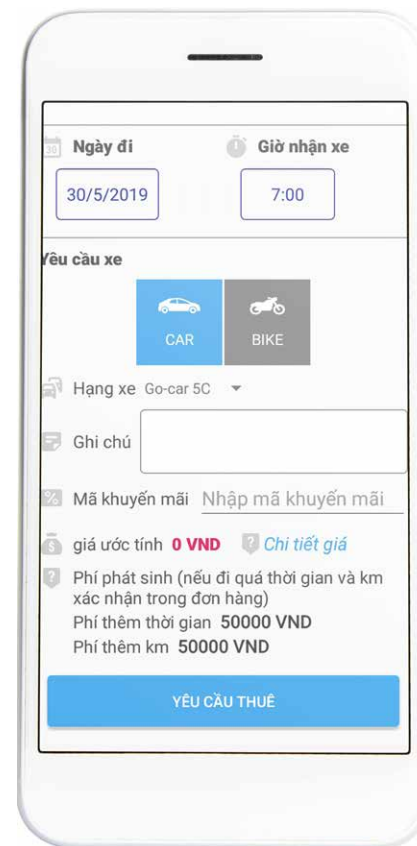 30
Ngày đi
Giờ nhận xe
30/5/2019
7:00
Yêu cầu xe
CAR
BIKE
Hạng xe Go-car 5C
Ghi chú
% Mã khuyến mãi Nhập mã khuyến mãi
$ giá ước tính 0 VND ? Chi tiết giá
? Phí phát sinh (nếu đi quá thời gian và km
xác nhận trong đơn hàng)
Phí thêm thời gian 50000 VND
Phí thêm km 50000 VND
YÊU CẦU THUÊ